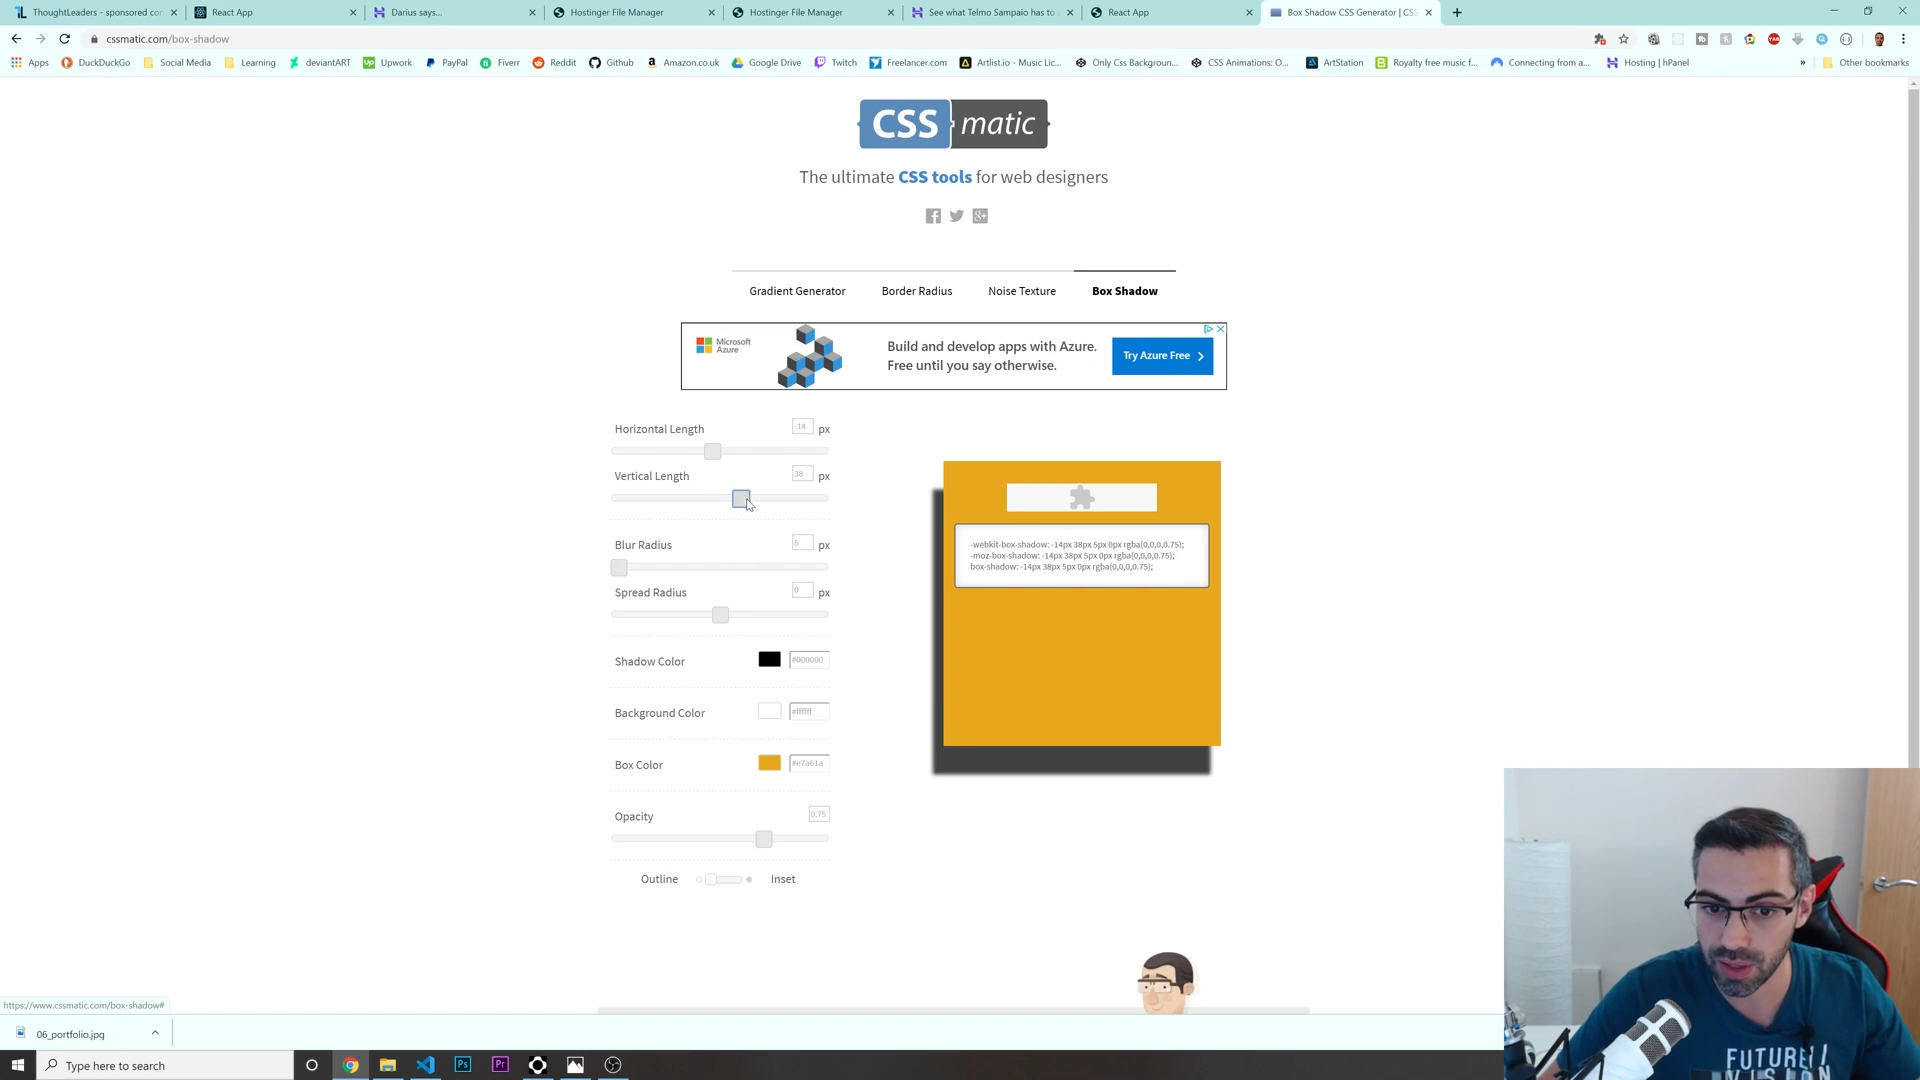 ThoughtLeaders - sponsored con
React App
Darius says...
Hostinger File Manager
Hostinger File Manager
See what Telmo Sampaio has to
React App
Box Shadow CSS Generator | CSS
cssmatic.com/box-shadow
Apps
DuckDuckGo
Social Media
Learning
deviantART
Upwork
PayPal
Fiverr
Reddit
Github
Amazon.co.uk
Google Drive
Twitch
Freelancer.com
Artlist.io - Music Lic...
Only Css Backgroun...
CSS Animations: O...
ArtStation
Royalty free music f...
Connecting from a...
Hosting | hPanel
»
Other bookmarks
CSS matic
The ultimate CSS tools for web designers
Gradient Generator
Border Radius
Noise Texture
Box Shadow
Microsoft
Azure
Build and develop apps with Azure.
Free until you say otherwise.
Try Azure Free
Horizontal Length -14 px
Vertical Length 38 px
Blur Radius 5 px
Spread Radius 0 px
Shadow Color #000000
Background Color #ffffff
Box Color #e7a61a
Opacity 0.75
Outline Inset
-webkit-box-shadow: -14px 38px 5px 0px rgba(0,0,0,0.75);
-moz-box-shadow: -14px 38px 5px 0px rgba(0,0,0,0.75);
box-shadow: -14px 38px 5px 0px rgba(0,0,0,0.75);
https://www.cssmatic.com/box-shadow#
06_portfolio.jpg
Type here to search
Ps
Pr